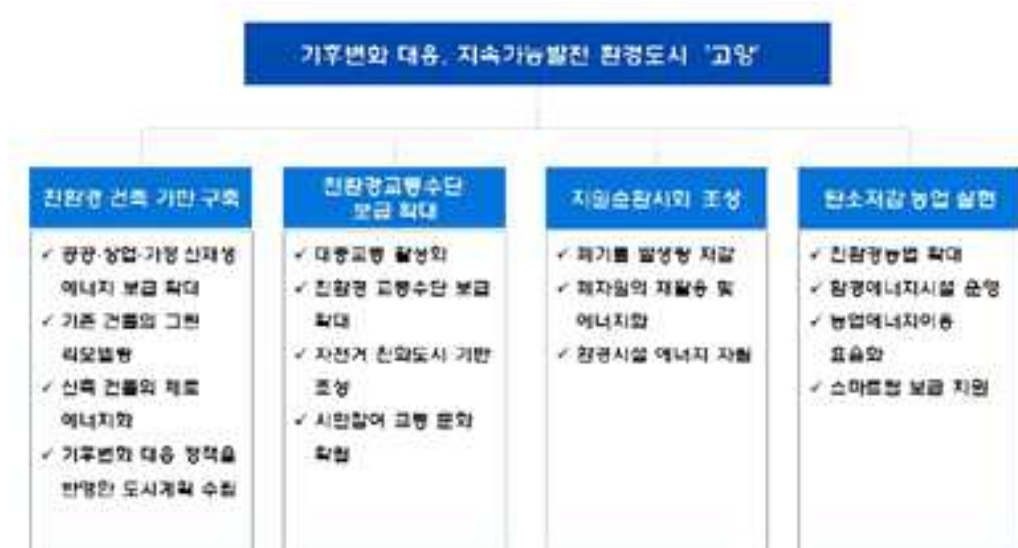 기후변화 대응, 지속가능발전 환경도시 '고양'
친환경 건축 기반 구축
✓ 공공·상업·가정 신재생
에너지 보급 확대
✓ 기존 건물의 그린
리모델링
✓ 신축 건물의 제로
에너지화
✓ 기후변화 대응 정책을
반영한 도시계획 수립
친환경교통수단
보급 확대
✓ 대중교통 활성화
✓ 친환경 교통수단 보급
확대
✓ 자전거 친화도시 기반
조성
✓ 시민참여 교통 문화
확립
자원순환사회 조성
✓ 폐기물 발생량 저감
✓ 폐자원의 재활용 및
에너지화
✓ 환경시설 에너지 자립
탄소저감 농업 실현
✓ 친환경농법 확대
✓ 환경에너지시설 운영
✓ 농업에너지이용
효율화
✓ 스마트팜 보급 지원